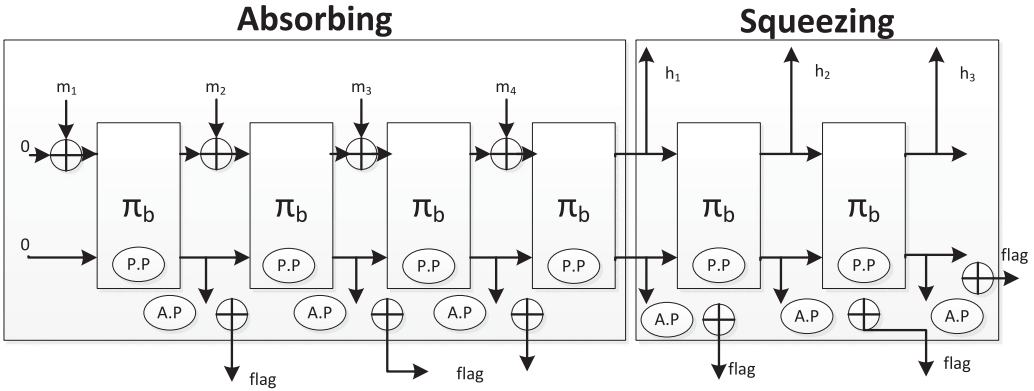 Absorbing Squeezing
m1 m2 m3 m4 h1 h2 h3
0
πb πb πb πb πb πb
0
P.P P.P P.P P.P P.P P.P
flag
A.P A.P A.P A.P A.P A.P
flag flag flag flag